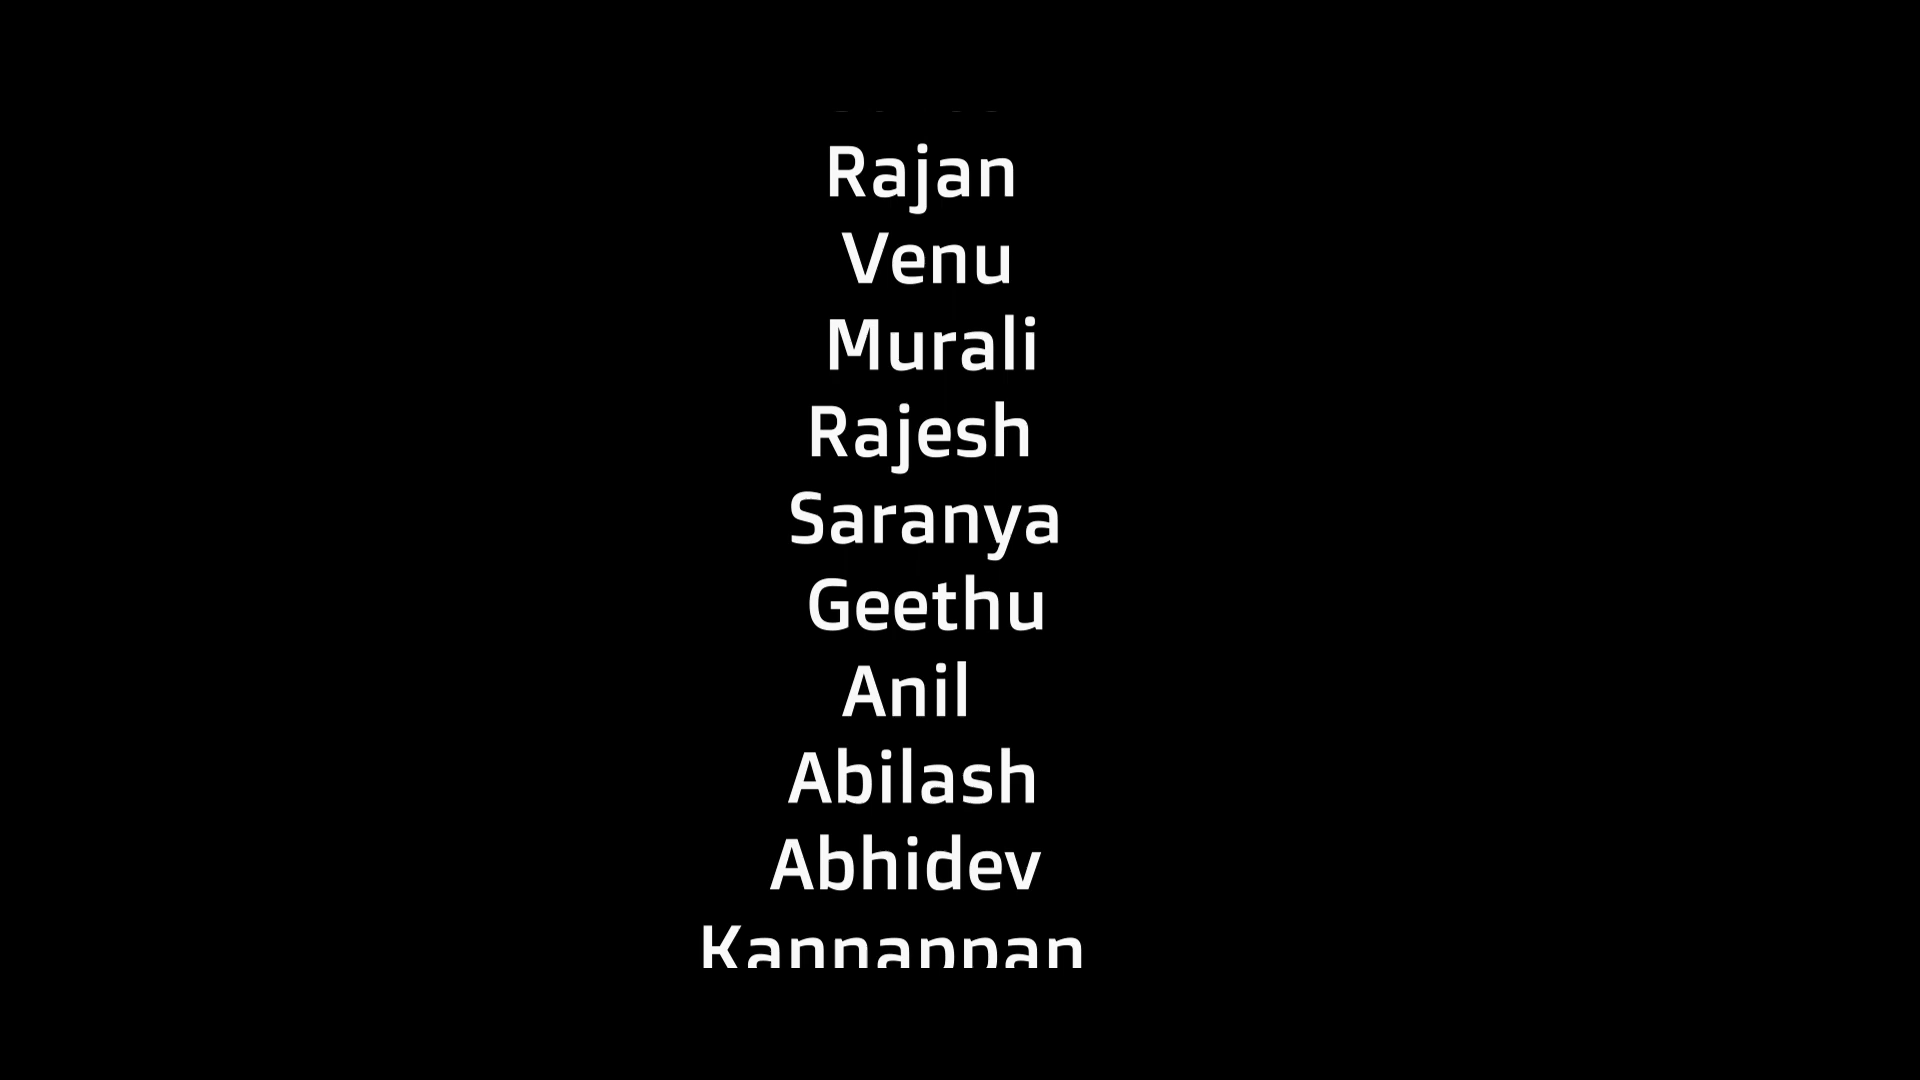 Rajan
Venu
Murali
Rajesh
Saranya
Geethu
Anil
Abilash
Abhidev
Kannappan